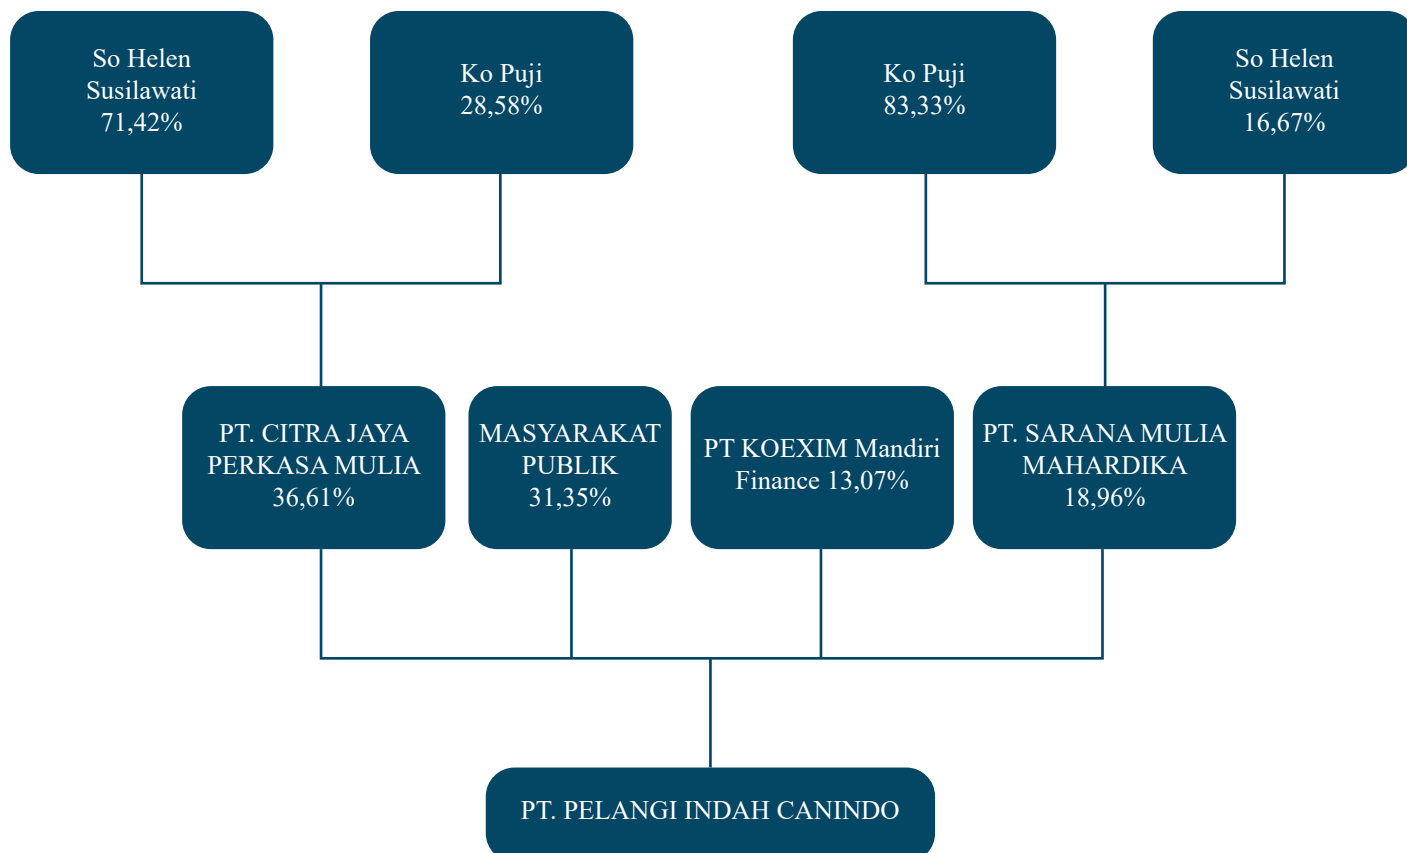 So Helen
Susilawati
71,42%
Ko Puji
28,58%
Ko Puji
83,33%
So Helen
Susilawati
16,67%
PT. CITRA JAYA
PERKASA MULIA
36,61%
MASYARAKAT
PUBLIK
31,35%
PT KOEXIM Mandiri
Finance 13,07%
PT. SARANA MULIA
MAHARDIKA
18,96%
PT. PELANGI INDAH CANINDO